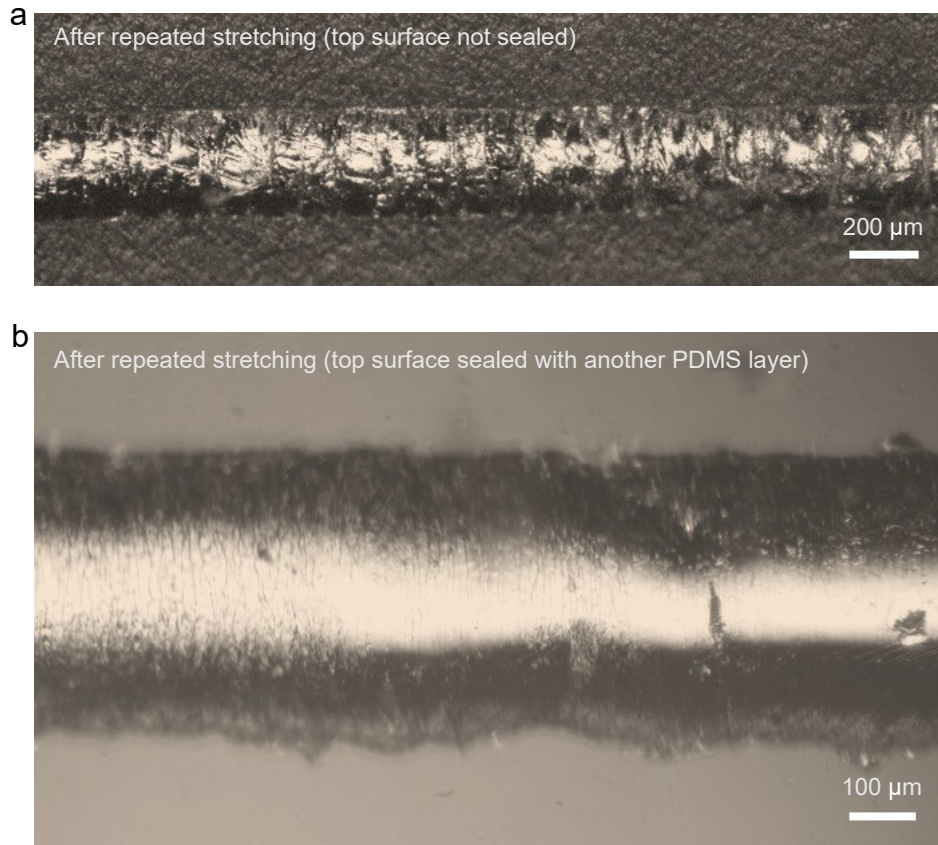 a
After repeated stretching (top surface not sealed)
200 µm
b
After repeated stretching (top surface sealed with another PDMS layer)
100 µm